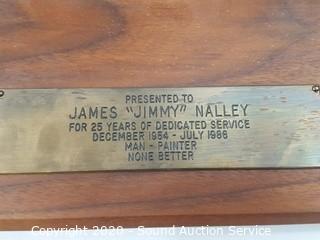 PRESENTED TO
JAMES "JIMMY" NALLEY
FOR 25 YEARS OF DEDICATED SERVICE
DECEMBER 1954 - JULY 1986
MAN - PAINTER
NONE BETTER
Copyright 2020 - Sound Auction Service